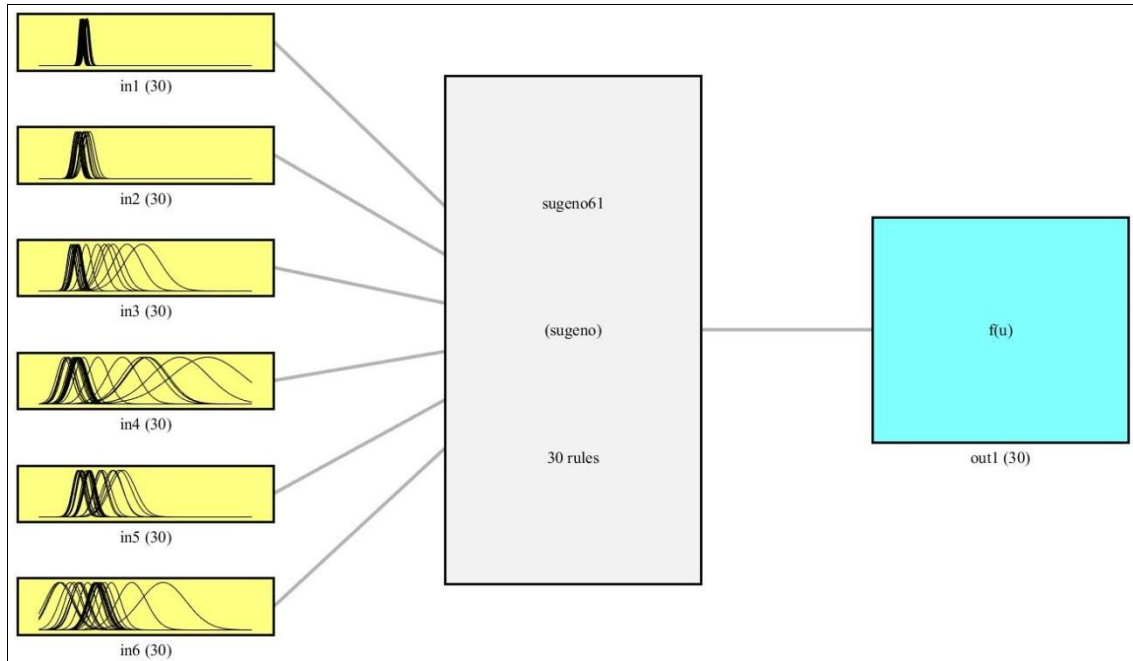 in1 (30)
in2 (30)
in3 (30)
in4 (30)
in5 (30)
in6 (30)
sugeno61
(sugeno)
30 rules
f(u)
out1 (30)